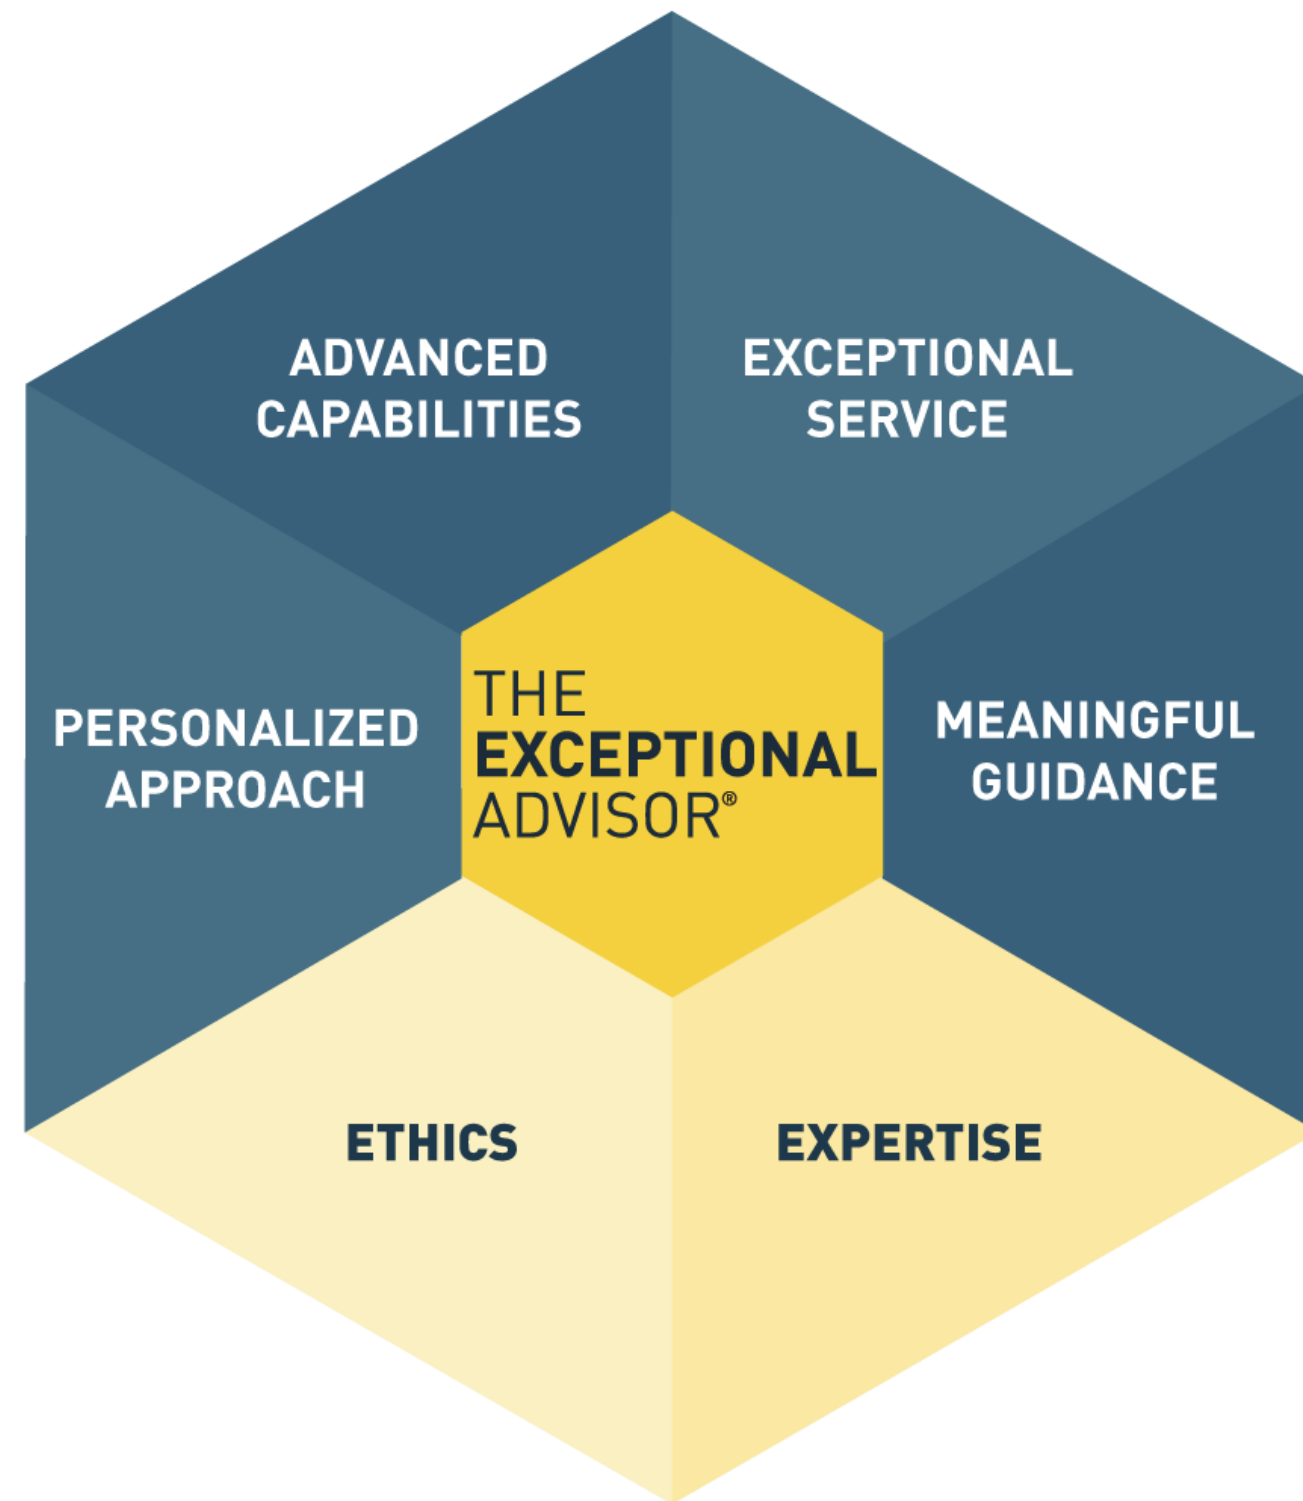 ADVANCED
CAPABILITIES
EXCEPTIONAL
SERVICE
PERSONALIZED
APPROACH
THE
EXCEPTIONAL
ADVISOR®
MEANINGFUL
GUIDANCE
ETHICS
EXPERTISE